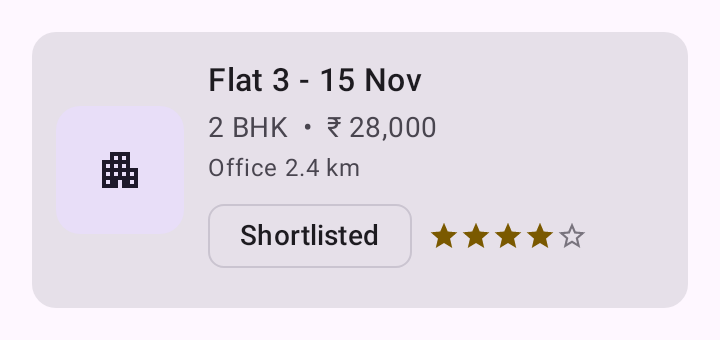 Flat 3 - 15 Nov
2 BHK • ₹ 28,000
Office 2.4 km
Shortlisted